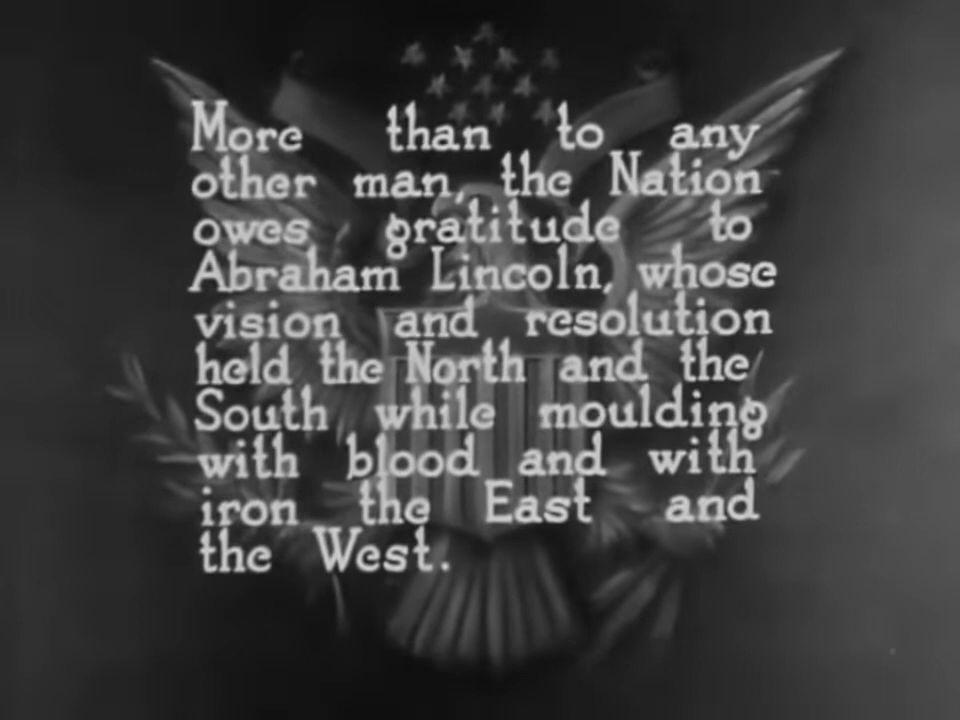 More than to any
other man, the Nation
owes gratitude to
Abraham Lincoln, whose
vision and resolution
held the North and the
South while moulding
with blood and with
iron the East and
the West.